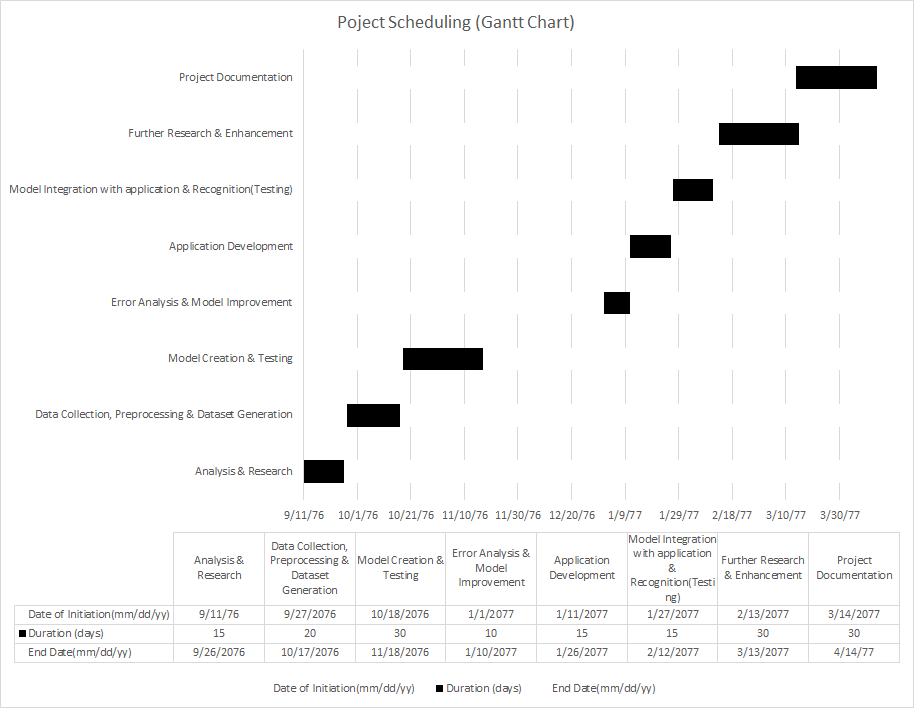 Poject Scheduling (Gantt Chart)
Project Documentation
Further Research & Enhancement
Model Integration with application & Recognition(Testing)
Application Development
Error Analysis & Model Improvement
Model Creation & Testing
Data Collection, Preprocessing & Dataset Generation
Analysis & Research
9/11/76 10/1/76 10/21/76 11/10/76 11/30/76 12/20/76 1/9/77 1/29/77 2/18/77 3/10/77 3/30/77
Analysis &
Research
Data Collection,
Preprocessing &
Dataset
Generation
Model Creation &
Testing
Error Analysis &
Model
Improvement
Application
Development
Model Integration
with application
&
Recognition(Testi
ng)
Further Research
& Enhancement
Project
Documentation
Date of Initiation(mm/dd/yy) 9/11/76 9/27/2076 10/18/2076 1/1/2077 1/11/2077 1/27/2077 2/13/2077 3/14/2077
Duration (days) 15 20 30 10 15 15 30 30
End Date(mm/dd/yy) 9/26/2076 10/17/2076 11/18/2076 1/10/2077 1/26/2077 2/12/2077 3/13/2077 4/14/77
Date of Initiation(mm/dd/yy) Duration (days) End Date(mm/dd/yy)